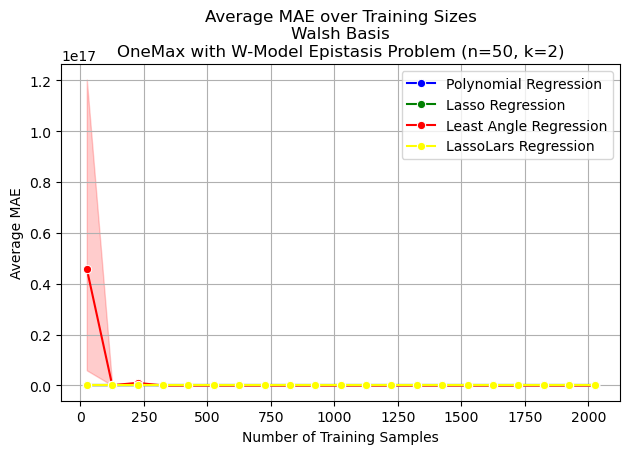 Average MAE over Training Sizes
Walsh Basis
OneMax with W-Model Epistasis Problem (n=50, k=2)
1e17
Polynomial Regression
Lasso Regression
Least Angle Regression
LassoLars Regression
Average MAE
1.2
1.0
0.8
0.6
0.4
0.2
0.0
0 250 500 750 1000 1250 1500 1750 2000
Number of Training Samples